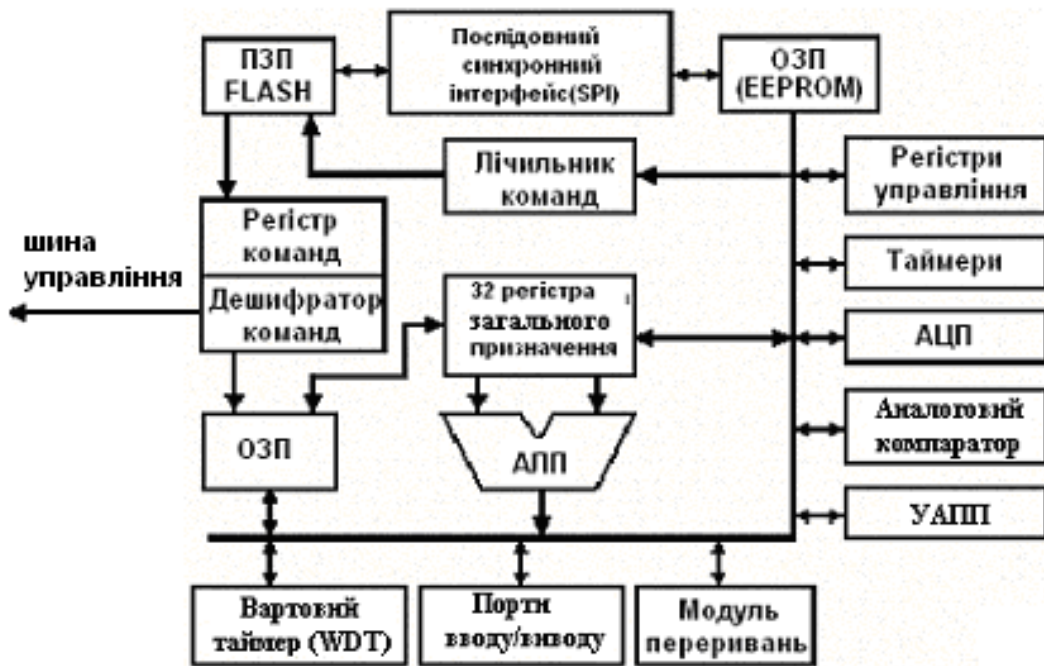 ПЗП
FLASH
Послідовний
синхронний
інтерфейс(SPI)
ОЗП
(EEPROM)
Лічильник
команд
Регістри
управління
Регістр
команд
шина
управління
Таймери
Дешифратор
команд
32 регістра
загального
призначення
АЦП
Аналоговий
компаратор
ОЗП
АПП
УАПП
Вартовий
таймер (WDT)
Порти
вводу/виводу
Модуль
переривань